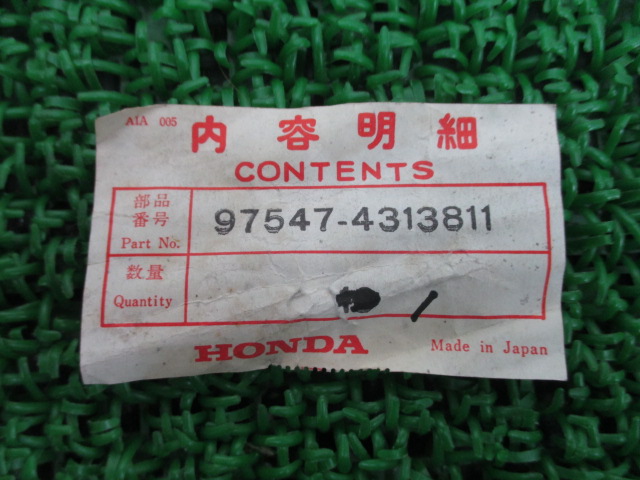 AIA 005
内容明細
CONTENTS
部品
番号
Part No. 97547-4313811
数量
Quantity /
HONDA Made in Japan